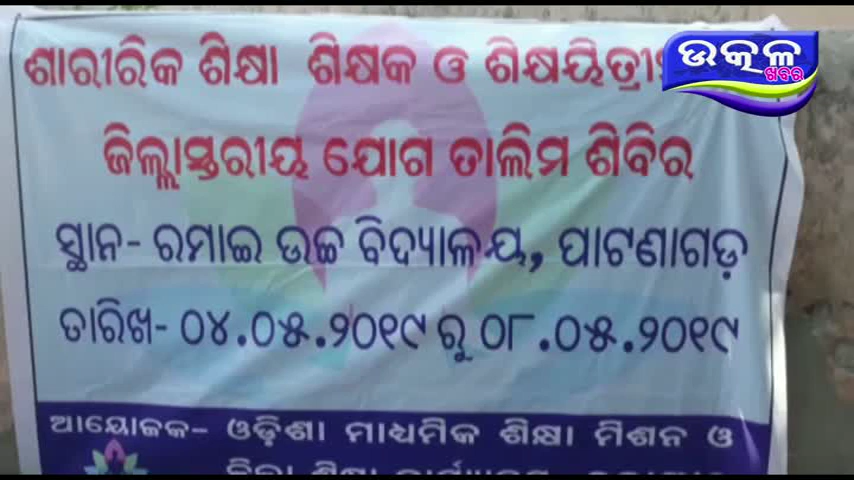 ଶାରୀରିକ ଶିକ୍ଷା ଶିକ୍ଷକ ଓ
ଉତ୍କଳ
ଖବର
ଜିଲ୍ଲାସ୍ତରୀୟ ଯୋଗ ତାଲିମ ଶିବିର
ସ୍ଥାନ- ରମାଇ ଉଚ୍ଚ ବିଦ୍ୟାଳୟ, ପାଟଣାଗଡ଼
ତାରିଖ- ୦୪.୦୫.୨୦୧୯ ରୁ ୦୮.୦୫.୨୦୧୯
ଆୟୋଜକ- ଓଡ଼ିଶା ମାଧ୍ୟମିକ ଶିକ୍ଷା ମିଶନ ଓ